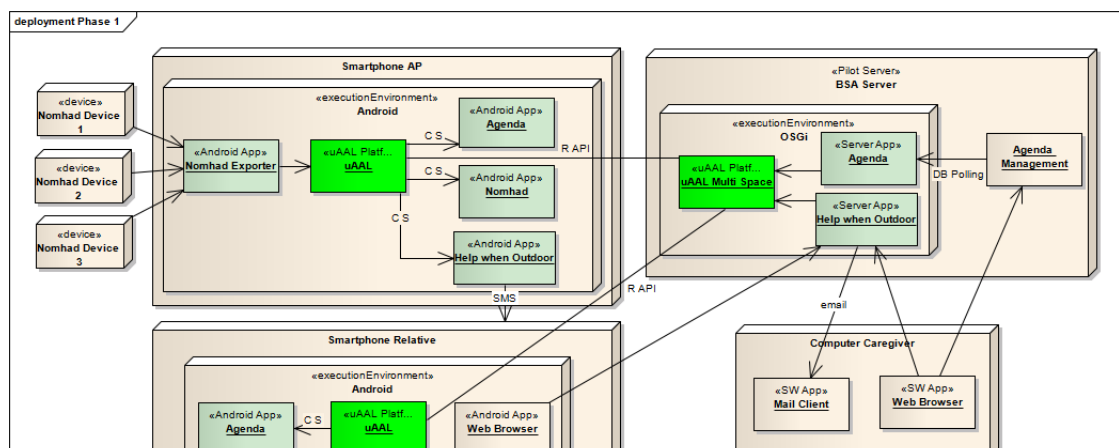 deployment Phase 1
Smartphone AP
«executionEnvironment»
Android
«device»
Nomhad Device
1
«device»
Nomhad Device
2
«device»
Nomhad Device
3
«Android App»
Nomhad Exporter
«uAAL Platf...
uAAL
C S
«Android App»
Agenda
C S
«Android App»
Nomhad
C S
«Android App»
Help when Outdoor
SMS
R API
«Pilot Server»
BSA Server
«executionEnvironment»
OSGi
«uAAL Platf...
uAAL Multi Space
«Server App»
Agenda
«Server App»
Help when Outdoor
DB Polling
Agenda
Management
R API
email
Smartphone Relative
«executionEnvironment»
Android
«Android App»
Agenda
C S
«uAAL Platf...
uAAL
«Android App»
Web Browser
Computer Caregiver
«SW App»
Mail Client
«SW App»
Web Browser